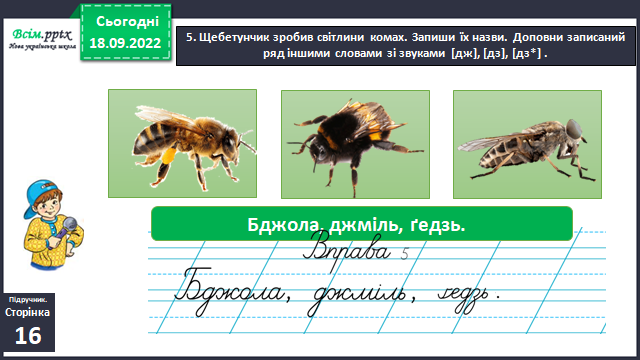 Всім.pptx
Нова українська школа
Сьогодні
18.09.2022
5. Щебетунчик зробив світлини комах. Запиши їх назви. Доповни записаний
ряд іншими словами зі звуками [дж], [дз], [дз*] .
Бджола, джміль, ґедзь.
Вправа 5
Бджола, джміль, ґедзь.
Підручник.
Сторінка
16